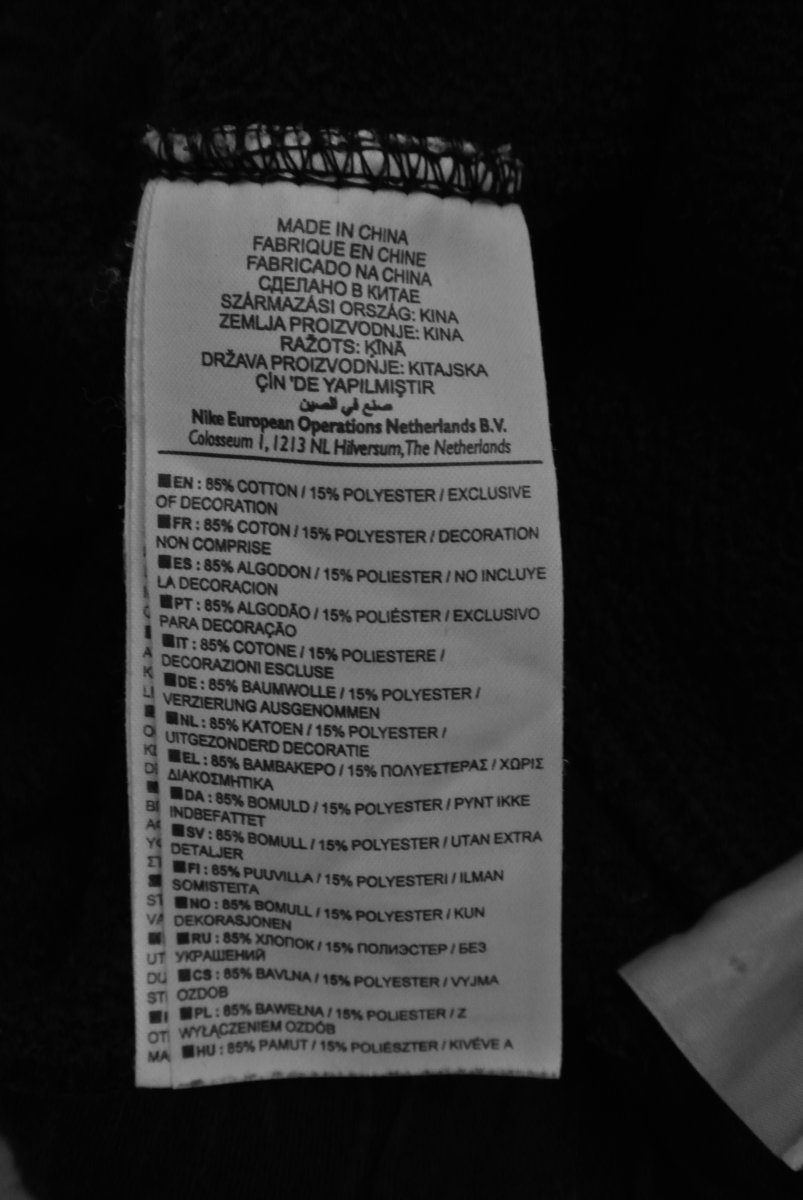 MADE IN CHINA
FABRIQUE EN CHINE
FABRICADO NA CHINA
СДЕЛАНО В КИТАЕ
SZÁRMAZÁSI ORSZÁG: KINA
ZEMLJA PROIZVODNJE: KINA
RAŽOTS: ĶĪNĀ
DRŽAVA PROIZVODNJE: KITAJSKA
ÇİN 'DE YAPILMIŞTIR
صنع في الصين
Nike European Operations Netherlands B.V.
Colosseum 1, 1213 NL Hilversum, The Netherlands
■EN : 85% COTTON / 15% POLYESTER / EXCLUSIVE
OF DECORATION
■FR : 85% COTON / 15% POLYESTER / DECORATION
NON COMPRISE
■ES : 85% ALGODON / 15% POLIESTER / NO INCLUYE
LA DECORACION
■PT : 85% ALGODÃO / 15% POLIÉSTER / EXCLUSIVO
PARA DECORAÇÃO
■IT : 85% COTONE / 15% POLIESTERE /
DECORAZIONI ESCLUSE
■DE : 85% BAUMWOLLE / 15% POLYESTER /
VERZIERUNG AUSGENOMMEN
■NL : 85% KATOEN / 15% POLYESTER /
UITGEZONDERD DECORATIE
■EL : 85% ΒΑΜΒΑΚΕΡΟ / 15% ΠΟΛΥΕΣΤΕΡΑΣ / ΧΩΡΙΣ
ΔΙΑΚΟΣΜΗΤΙΚΑ
■DA : 85% BOMULD / 15% POLYESTER / PYNT IKKE
INDBEFATTET
■SV : 85% BOMULL / 15% POLYESTER / UTAN EXTRA
DETALJER
■FI : 85% PUUVILLA / 15% POLYESTERI / ILMAN
SOMISTEITA
■NO : 85% BOMULL / 15% POLYESTER / KUN
DEKORASJONEN
■RU : 85% ХЛОПОК / 15% ПОЛИЭСТЕР / БЕЗ
УКРАШЕНИЙ
■CS : 85% BAVLNA / 15% POLYESTER / VYJMA
OZDOB
■PL : 85% BAWEŁNA / 15% POLIESTER / Z
WYŁĄCZENIEM OZDÓB
■HU : 85% PAMUT / 15% POLIÉSZTER / KIVÉVE A